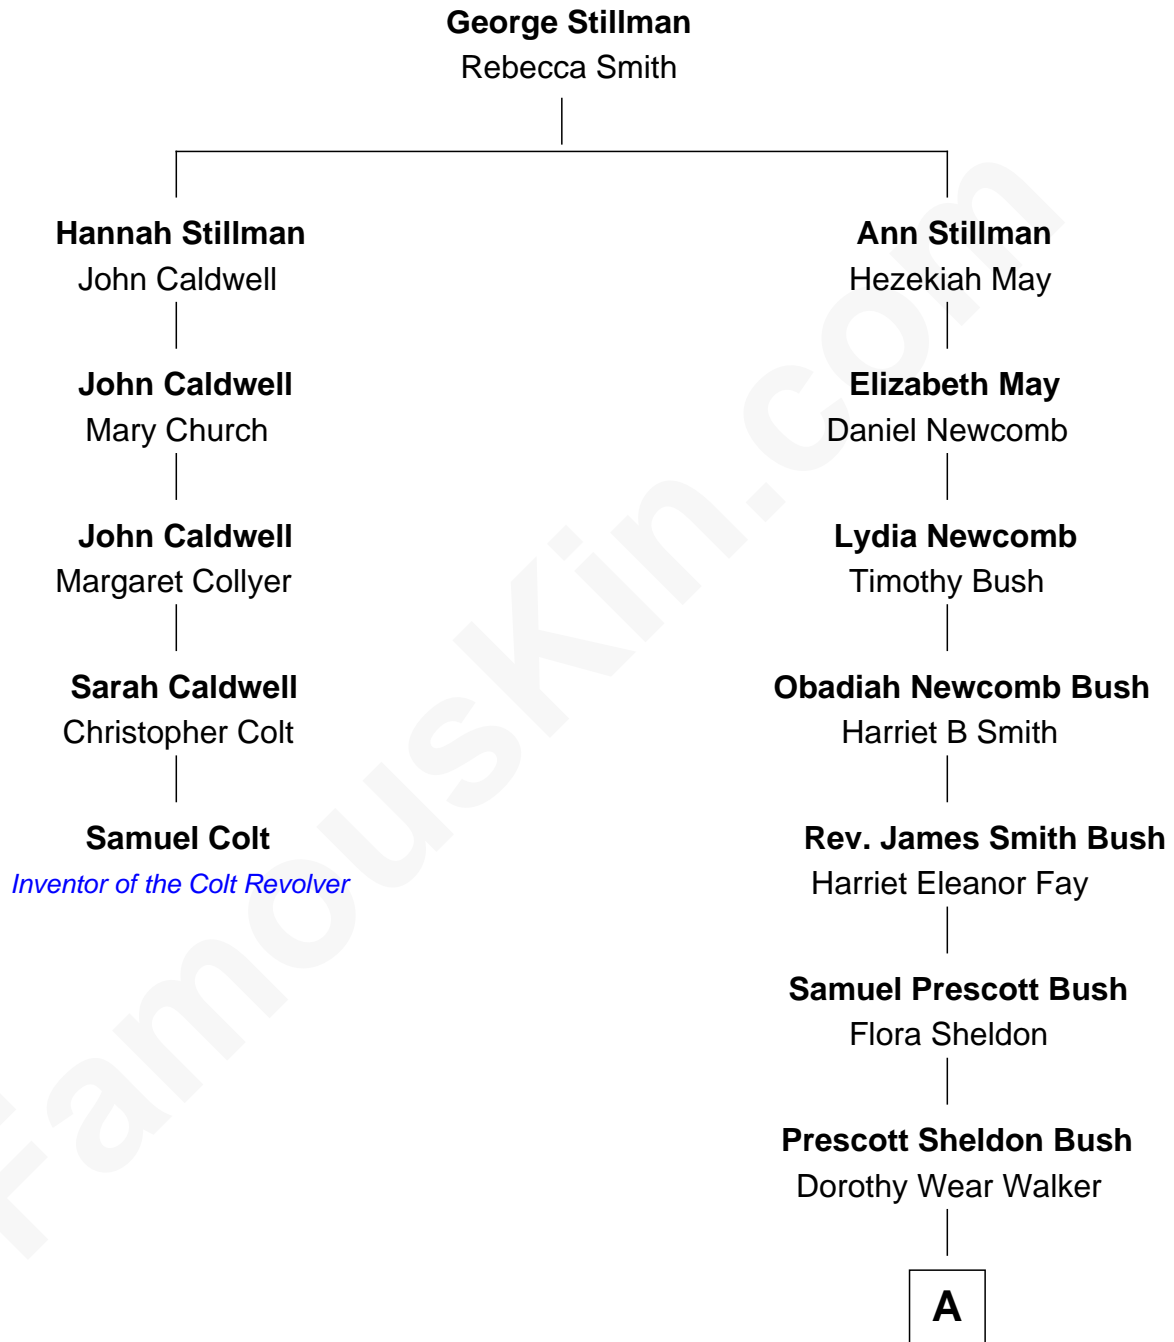 George Stillman
Rebecca Smith
Hannah Stillman
John Caldwell
Ann Stillman
Hezekiah May
John Caldwell
Mary Church
Elizabeth May
Daniel Newcomb
John Caldwell
Margaret Collyer
Lydia Newcomb
Timothy Bush
Sarah Caldwell
Christopher Colt
Obadiah Newcomb Bush
Harriet B Smith
Samuel Colt
Inventor of the Colt Revolver
Rev. James Smith Bush
Harriet Eleanor Fay
Samuel Prescott Bush
Flora Sheldon
Prescott Sheldon Bush
Dorothy Wear Walker
A
FamousKin.com